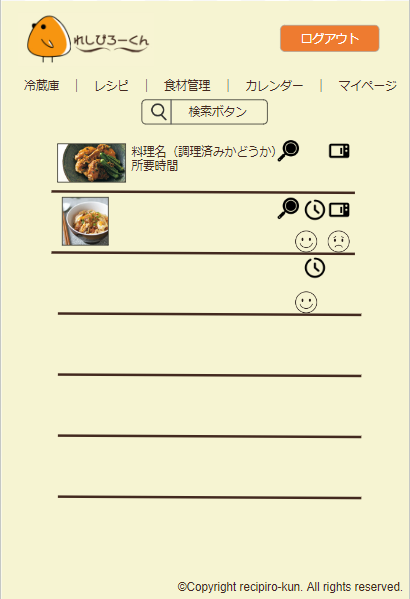 れしぴろーくん
ログアウト
冷蔵庫 | レシピ | 食材管理 | カレンダー | マイページ
検索ボタン
料理名（調理済みかどうか）
所要時間
©Copyright recipiro-kun. All rights reserved.